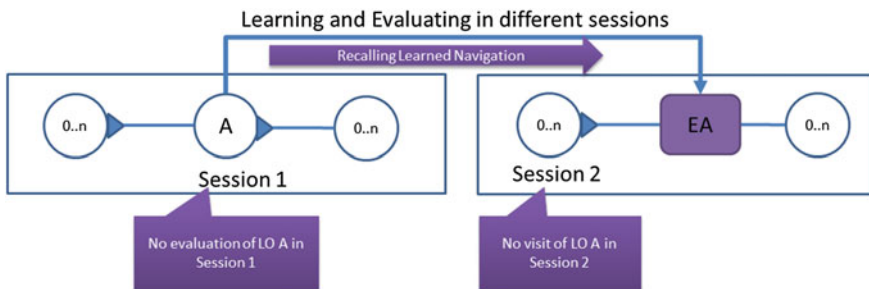 Learning and Evaluating in different sessions
Recalling Learned Navigation
0..n
A
0..n
0..n
EA
0..n
Session 1
Session 2
No evaluation of LO A in
Session 1
No visit of LO A in
Session 2